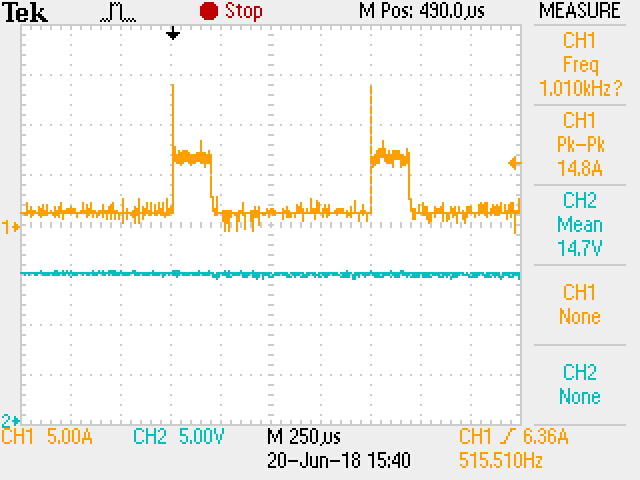 Tek Stop M Pos: 490.0µs MEASURE
CH1
Freq
1.010kHz?
CH1
Pk-Pk
14.8A
CH2
Mean
14.7V
CH1
None
CH2
None
1
2
CH1 5.00A CH2 5.00V M 250µs CH1 6.36A
20-Jun-18 15:40 515.510Hz